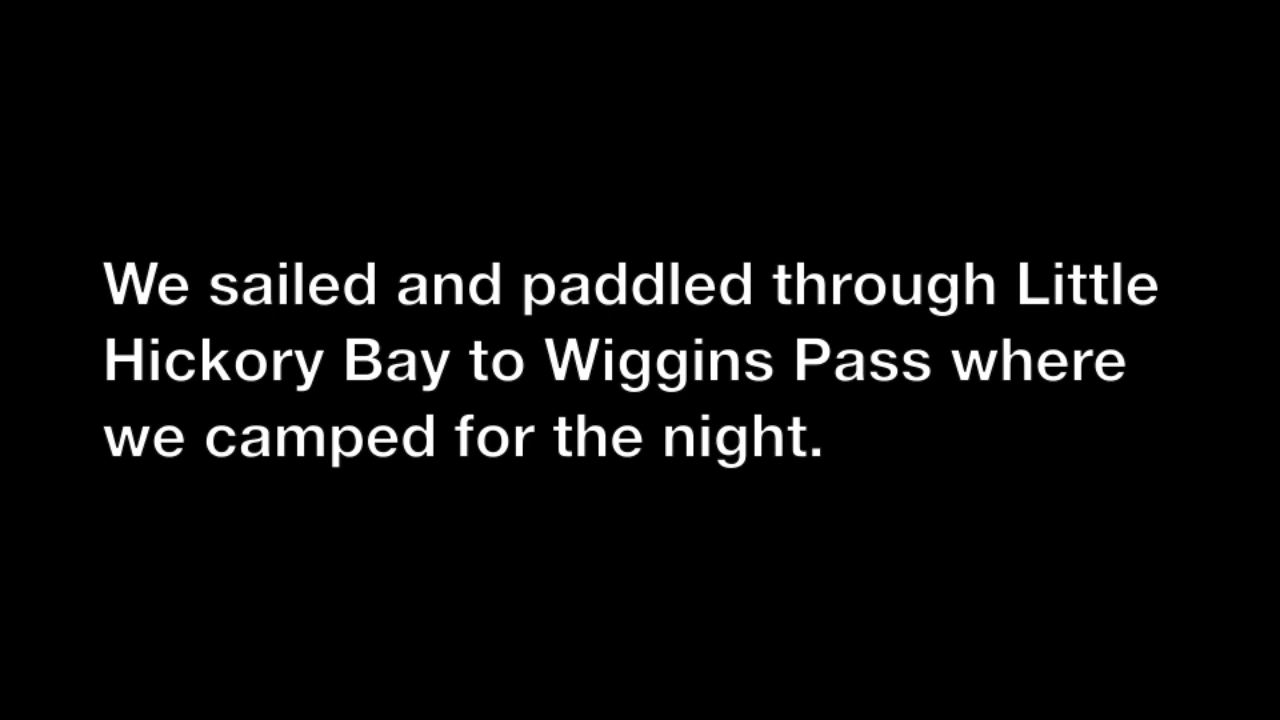 We sailed and paddled through Little
Hickory Bay to Wiggins Pass where
we camped for the night.